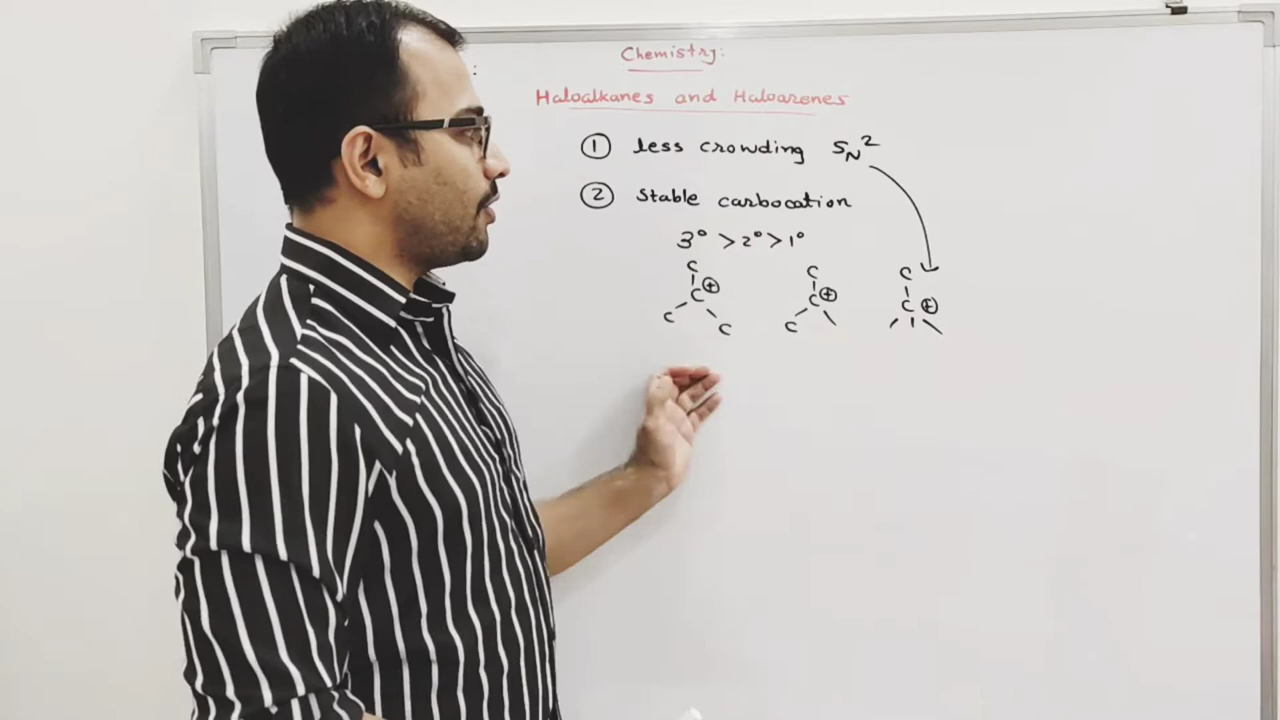 Chemistry:
:
Haloalkanes and Haloarenes
① less crowding SN²
② Stable carbocation
3° > 2° > 1°
C C C
C⊕ C⊕ C⊕
C C C